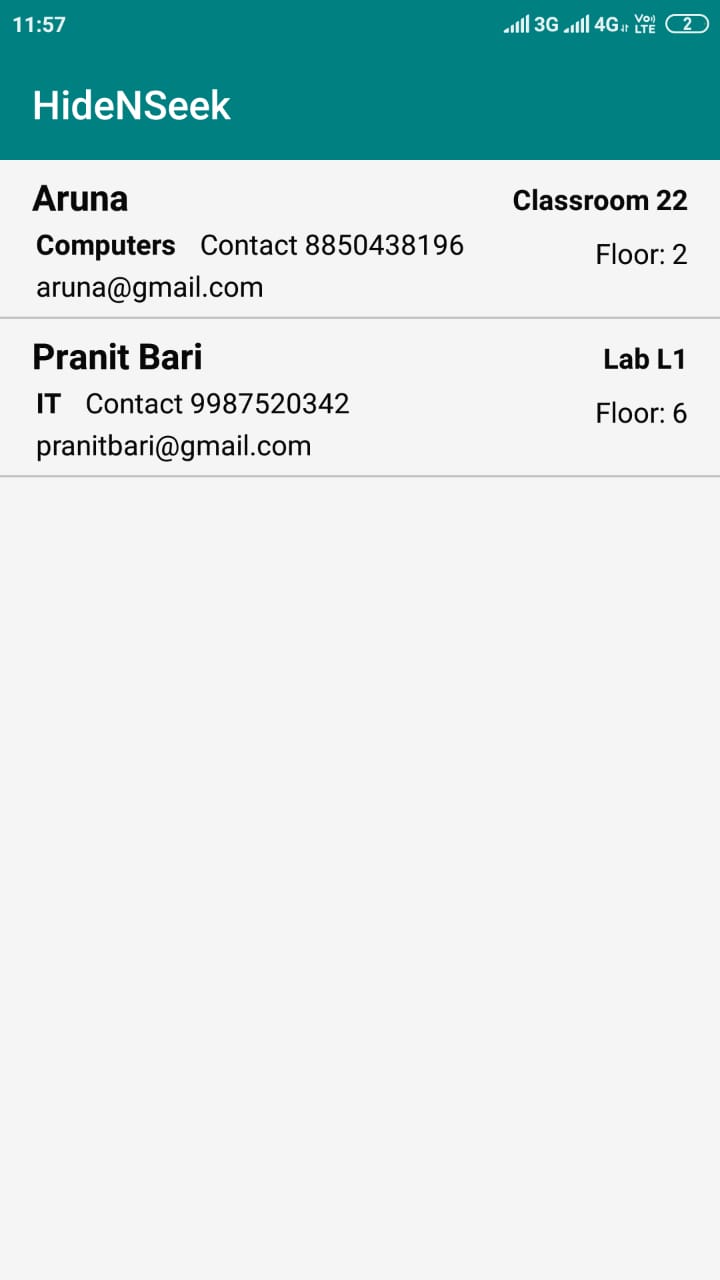 11:57 3G 4G Vo) LTE 2
HideNSeek
Aruna Classroom 22
Computers Contact 8850438196 Floor: 2
aruna@gmail.com
Pranit Bari Lab L1
IT Contact 9987520342 Floor: 6
pranitbari@gmail.com